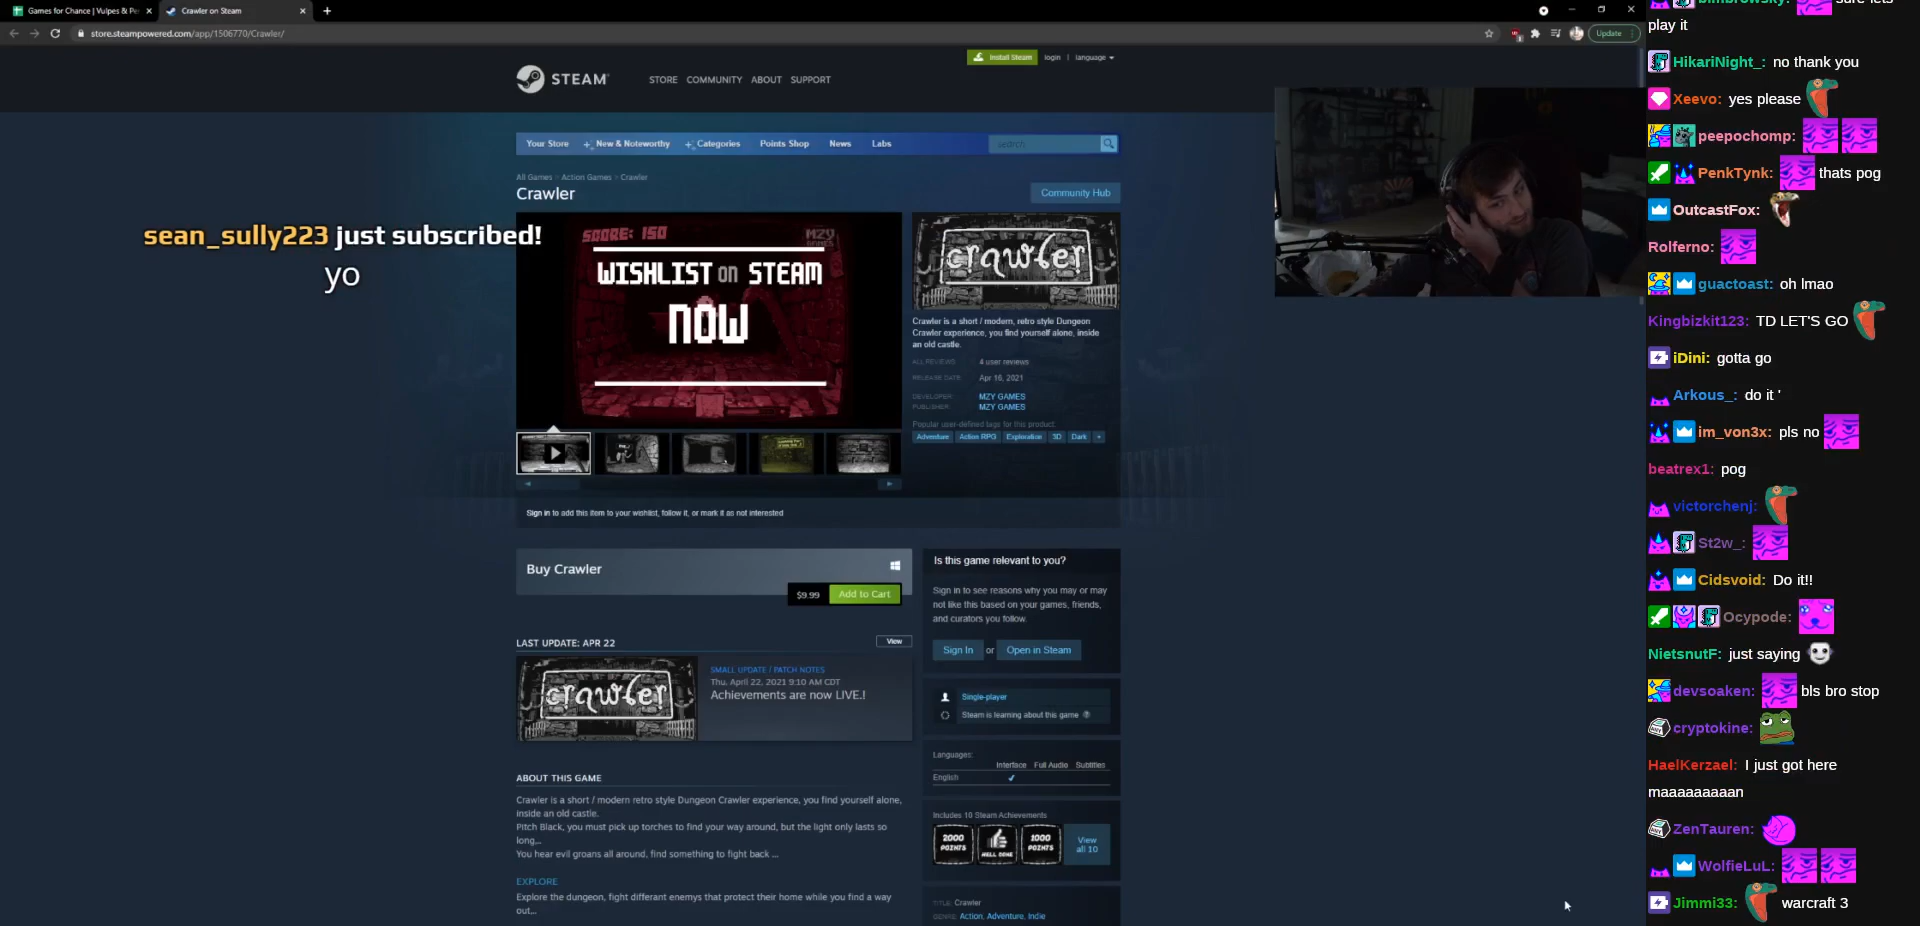 Games for Chance | Vulpes & Pe
Crawler on Steam
store.steampowered.com/app/1506770/Crawler/
Update
Install Steam
login | language
STEAM
STORE COMMUNITY ABOUT SUPPORT
Your Store New & Noteworthy Categories Points Shop News Labs
search
All Games > Action Games > Crawler
Crawler
Community Hub
sean_sully223 just subscribed!
yo
SCORE: 150
MZY GAMES
WISHLIST on STEAM
NOW
crawler
Crawler is a short / modern, retro style Dungeon
Crawler experience, you find yourself alone, inside
an old castle.
ALL REVIEWS: 4 user reviews
RELEASE DATE: Apr 16, 2021
DEVELOPER: MZY GAMES
PUBLISHER: MZY GAMES
Popular user-defined tags for this product:
Adventure Action RPG Exploration 3D Dark +
Sign in to add this item to your wishlist, follow it, or mark it as not interested
Buy Crawler
$9.99 Add to Cart
LAST UPDATE: APR 22
View
crawler
SMALL UPDATE / PATCH NOTES
Thu, April 22, 2021 9:10 AM CDT
Achievements are now LIVE.!
ABOUT THIS GAME
Crawler is a short / modern retro style Dungeon Crawler experience, you find yourself alone,
inside an old castle.
Pitch Black, you must pick up torches to find your way around, but the light only lasts so
long,..
You hear evil groans all around, find something to fight back ...
EXPLORE
Explore the dungeon, fight different enemys that protect their home while you find a way
out,..
Is this game relevant to you?
Sign in to see reasons why you may or may
not like this based on your games, friends,
and curators you follow.
Sign In or Open in Steam
Single-player
Steam is learning about this game
Languages:
Interface Full Audio Subtitles
English ✔
Includes 10 Steam Achievements
2000 POINTS
WELL DONE
1000 POINTS
View
all 10
TITLE: Crawler
GENRE: Action, Adventure, Indie
bimbrowsky: sure lets
play it
HikariNight_: no thank you
Xeevo: yes please
peepochomp:
PenkTynk: thats pog
OutcastFox:
Rolferno:
guactoast: oh lmao
Kingbizkit123: TD LET'S GO
iDini: gotta go
Arkous_: do it '
im_von3x: pls no
beatrex1: pog
victorchenj:
St2w_:
Cidsvoid: Do it!!
Ocypode:
NietsnutF: just saying
devsoaken: bls bro stop
cryptokine:
HaelKerzael: I just got here
maaaaaaaaan
ZenTauren:
WolfieLuL:
Jimmi33: warcraft 3